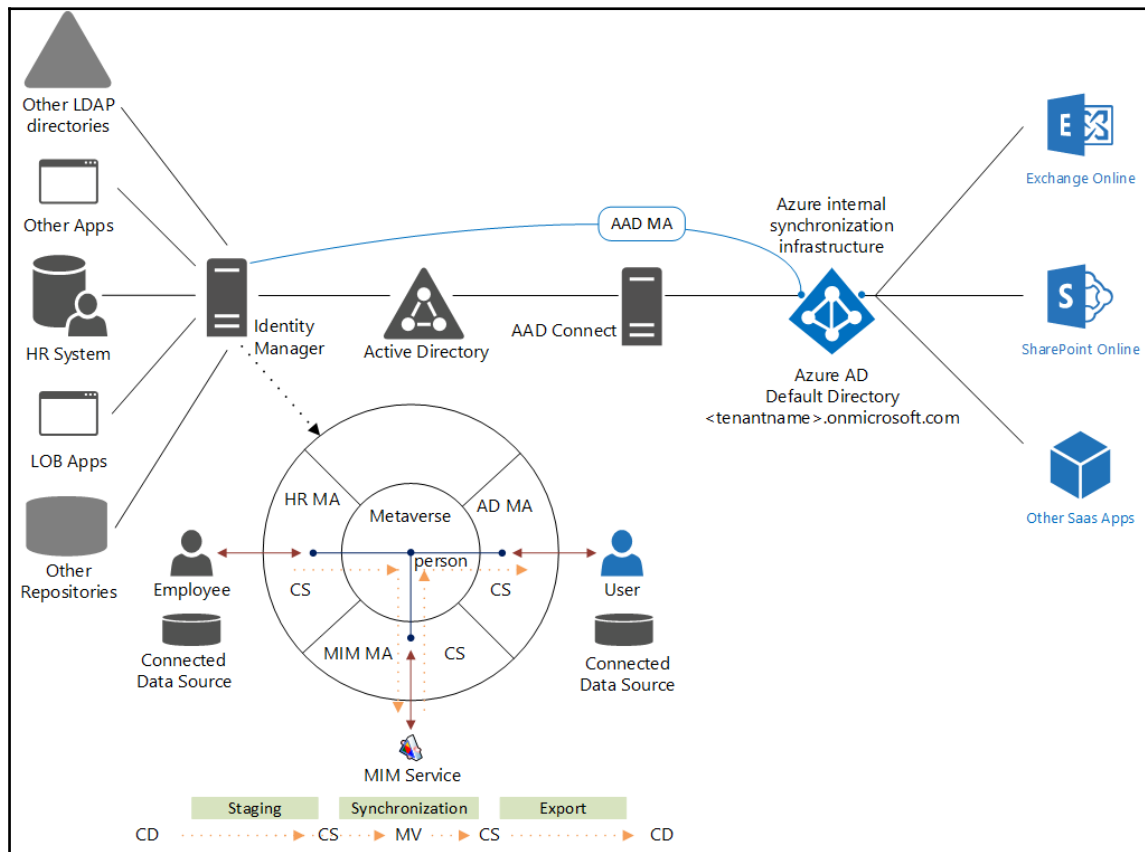 Other LDAP
directories
Other Apps
HR System
LOB Apps
Other
Repositories
Identity
Manager
Active Directory
AAD Connect
AAD MA
Azure internal
synchronization
infrastructure
Azure AD
Default Directory
<tenantname>.onmicrosoft.com
E
Exchange Online
S
SharePoint Online
Other Saas Apps
HR MA
Metaverse
AD MA
person
CS
CS
MIM MA
CS
Employee
Connected
Data Source
User
Connected
Data Source
MIM Service
Staging
Synchronization
Export
CD
CS
MV
CS
CD